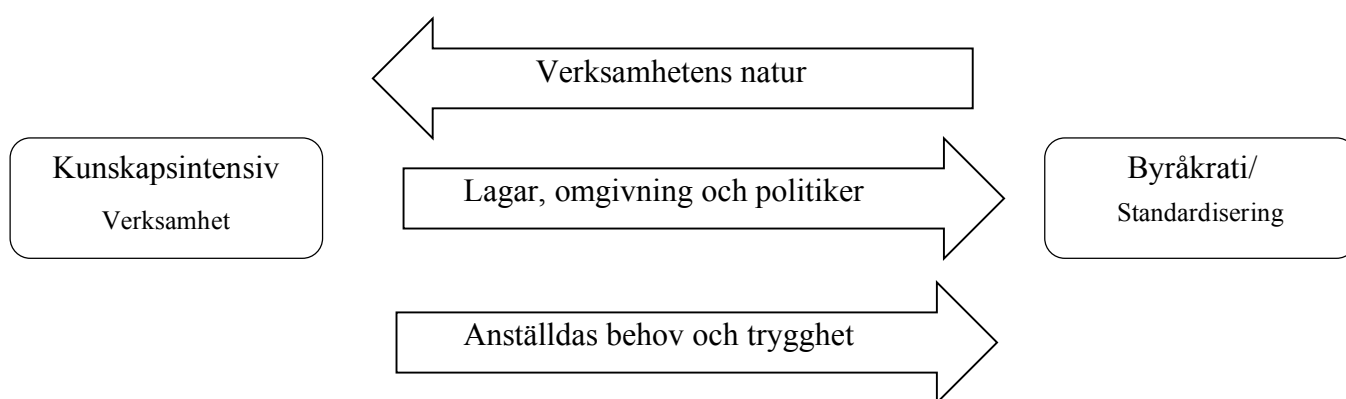 Verksamhetens natur
Kunskapsintensiv
Verksamhet
Lagar, omgivning och politiker
Byråkrati/
Standardisering
Anställdas behov och trygghet